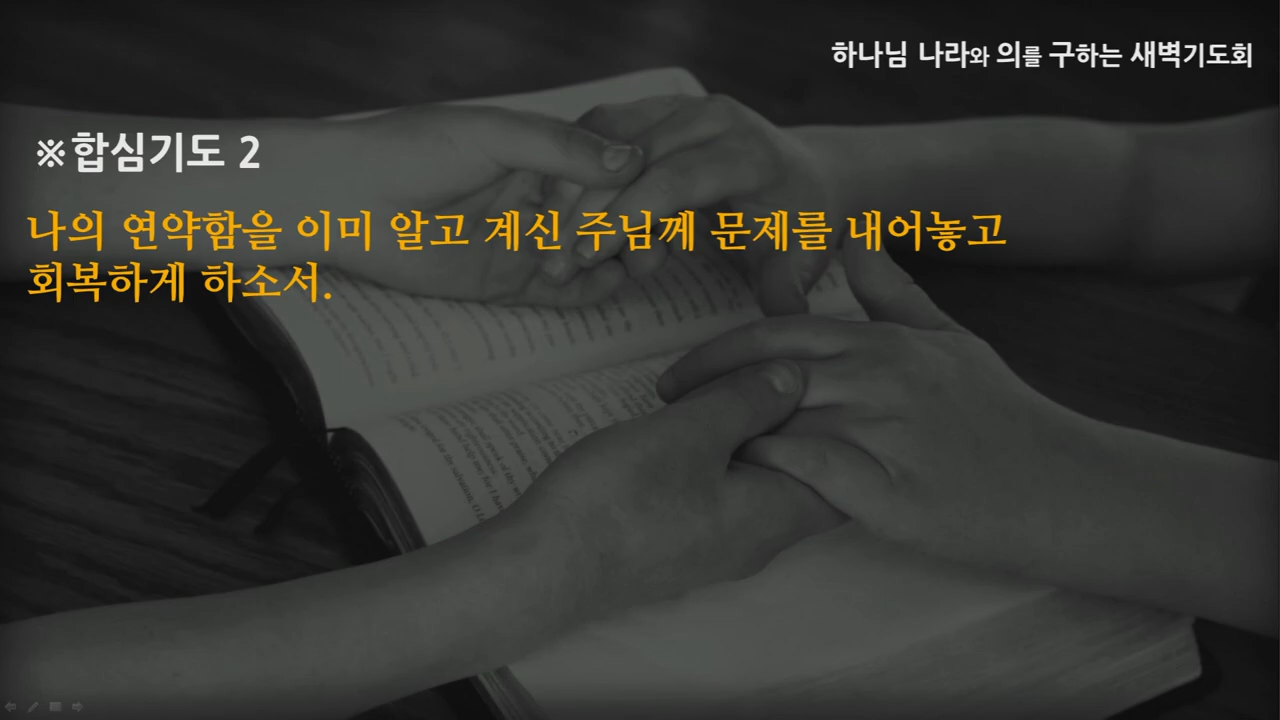 하나님 나라와 의를 구하는 새벽기도회
※합심기도 2
나의 연약함을 이미 알고 계신 주님께 문제를 내어놓고
회복하게 하소서.